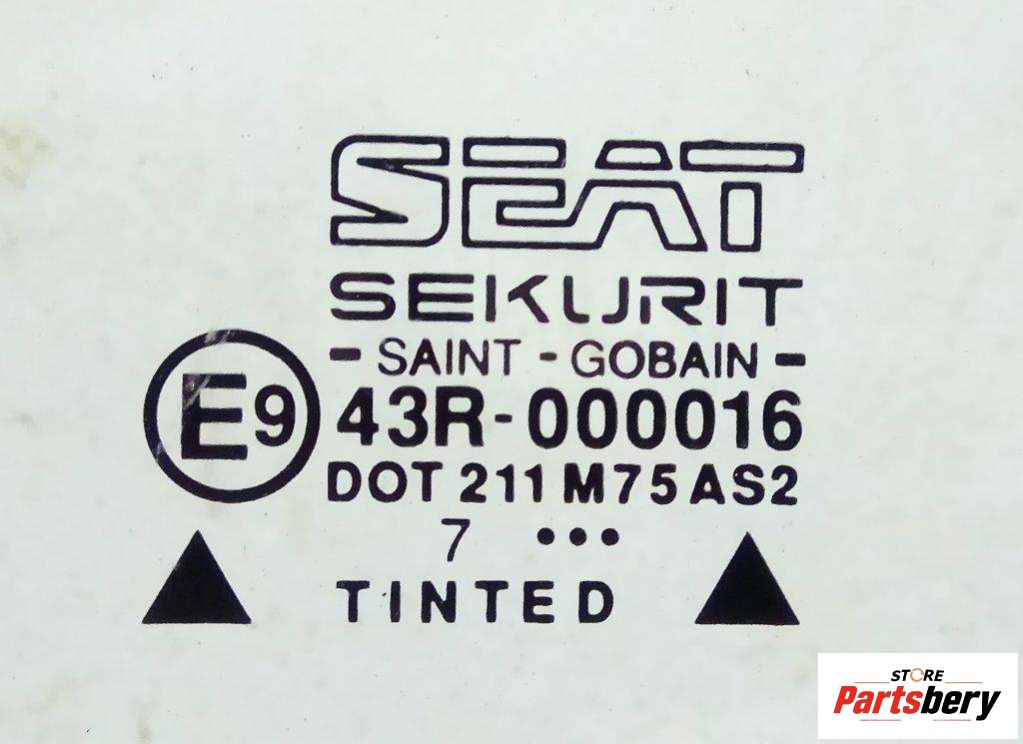 SEAT
SEKURIT
- SAINT - GOBAIN -
E9 43R-000016
DOT 211 M75 AS2
7 •••
TINTED
STORE
Partsbery